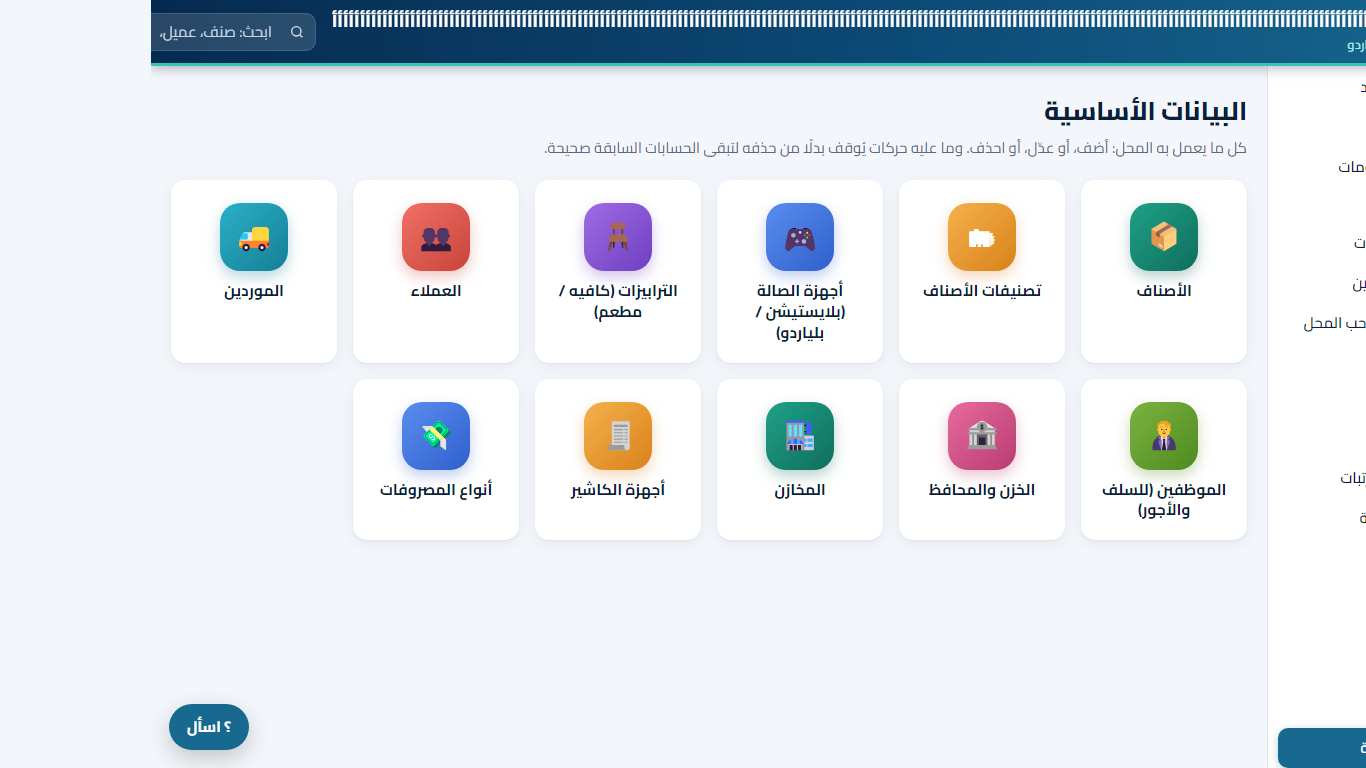 ابحث: صنف، عميل،
البيانات الأساسية
كل ما يعمل به المحل: أضف، أو عدّل، أو احذف. وما عليه حركات يُوقف بدلًا من حذفه لتبقى الحسابات السابقة صحيحة.
الأصناف
تصنيفات الأصناف
أجهزة الصالة
(بلايستيشن /
بلياردو)
الترابيزات (كافيه /
مطعم)
العملاء
الموردين
الموظفين (للسلف
والأجور)
الخزن والمحافظ
المخازن
أجهزة الكاشير
أنواع المصروفات
المحل
؟ اسأل